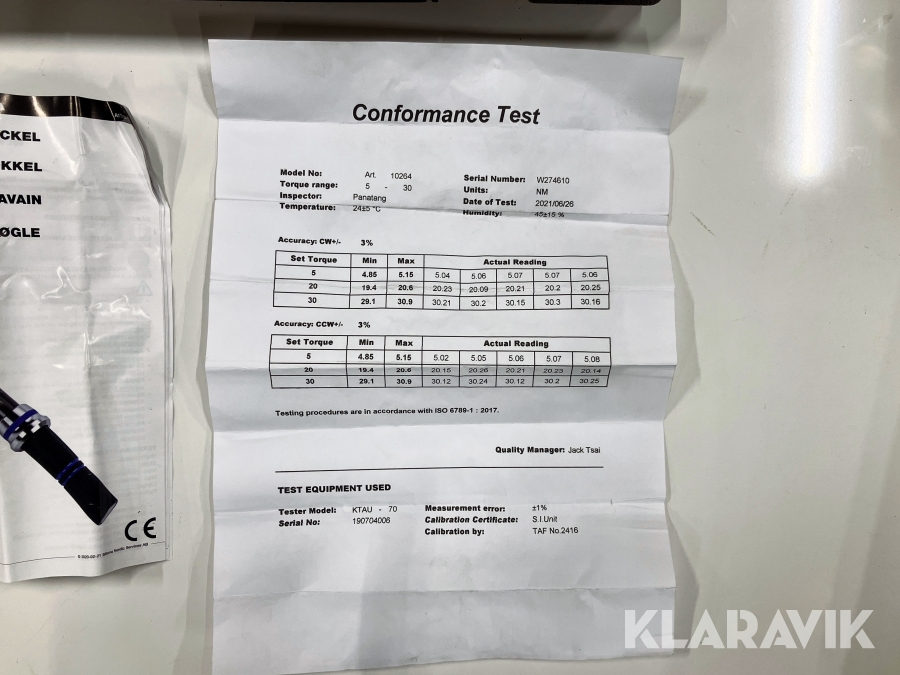 CKEL
KKEL
AVAIN
ØGLE
CE
Conformance Test
Model No: Art. 10264 Serial Number: W274610
Torque range: 5 - 30 Units: NM
Inspector: Panatang Date of Test: 2021/06/26
Temperature: 24±5 °C Humidity: 45±15 %
Accuracy: CW+/- 3%
Set Torque Min Max Actual Reading
5 4.85 5.15 5.04 5.06 5.07 5.07 5.06
20 19.4 20.6 20.23 20.09 20.21 20.2 20.25
30 29.1 30.9 30.21 30.2 30.15 30.3 30.16
Accuracy: CCW+/- 3%
Set Torque Min Max Actual Reading
5 4.85 5.15 5.02 5.05 5.06 5.07 5.08
20 19.4 20.6 20.15 20.26 20.21 20.23 20.14
30 29.1 30.9 30.12 30.24 30.12 30.2 30.25
Testing procedures are in accordance with ISO 6789-1 : 2017.
Quality Manager: Jack Tsai
TEST EQUIPMENT USED
Tester Model: KTAU - 70 Measurement error: ±1%
Serial No: 190704006 Calibration Certificate: S.I.Unit
Calibration by: TAF No.2416
KLARAVIK